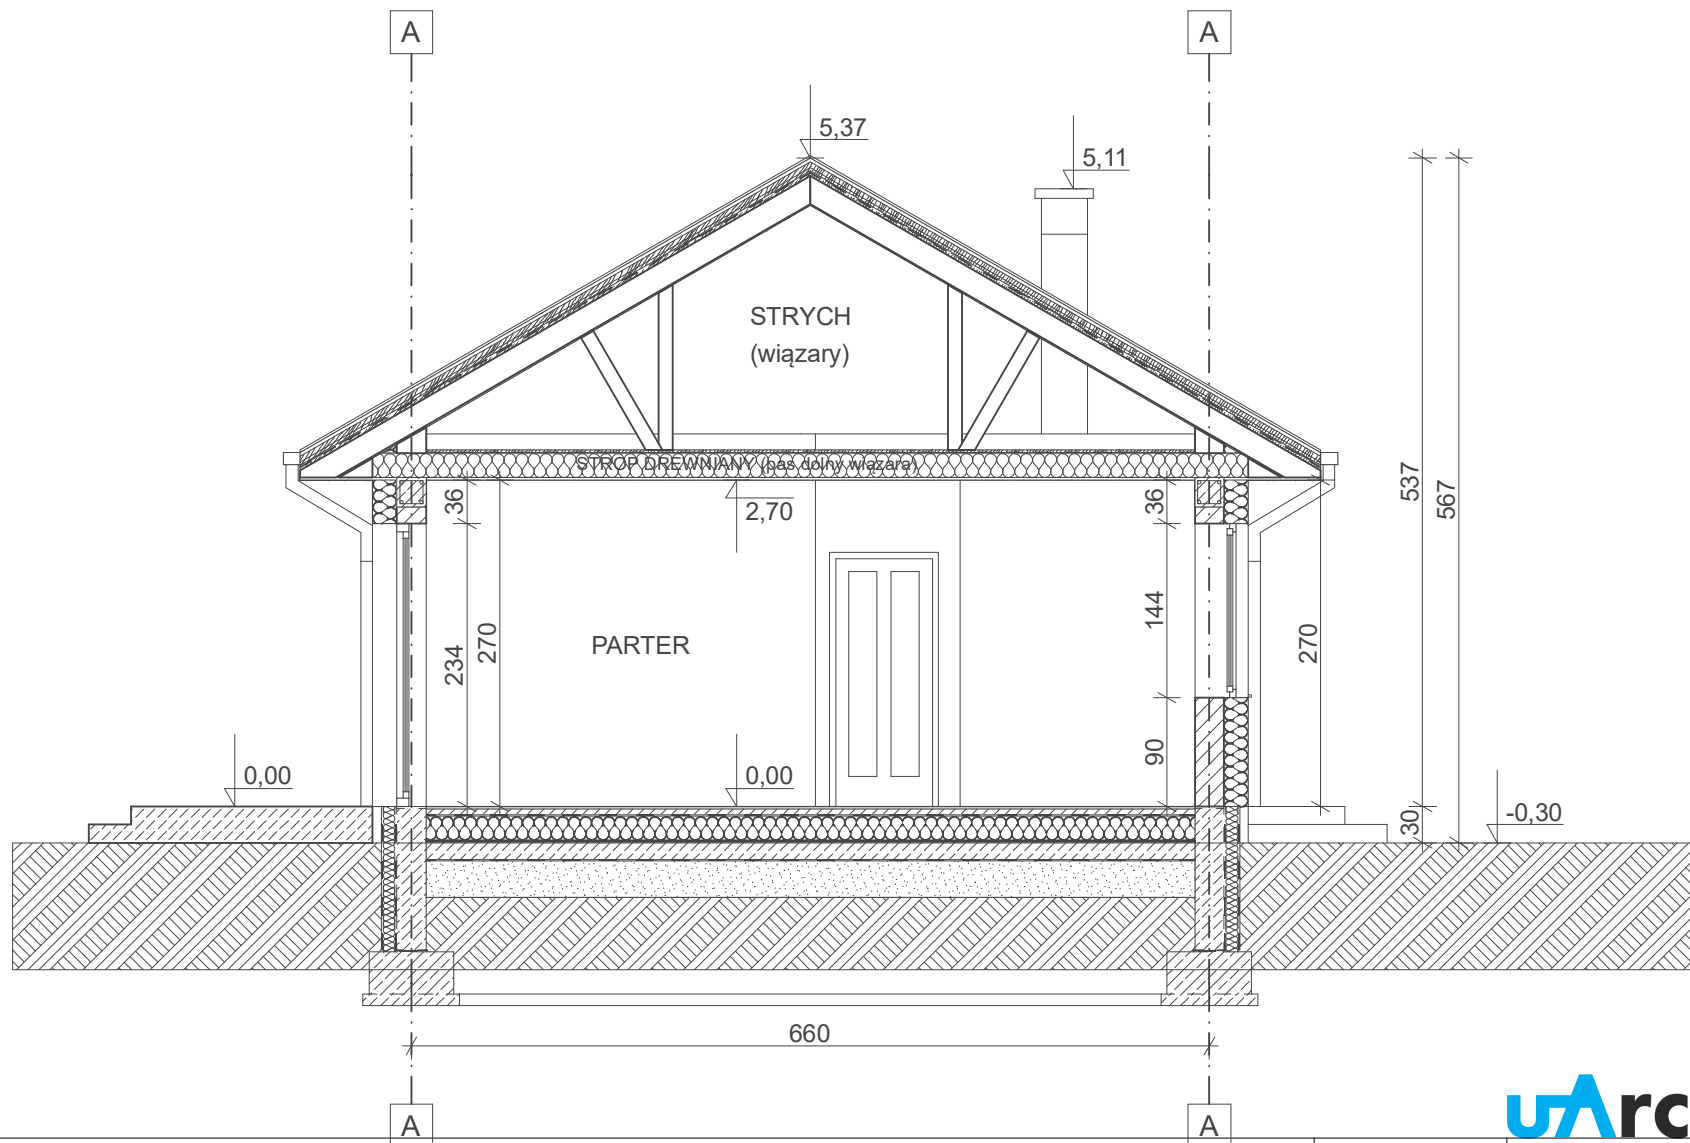 A
A
5,37
5,11
STRYCH
(wiązary)
STROP DREWNIANY (pas dolny wiązara)
36
2,70
36
537
567
234
270
PARTER
144
270
90
0,00
0,00
30
-0,30
660
A
A
uArc